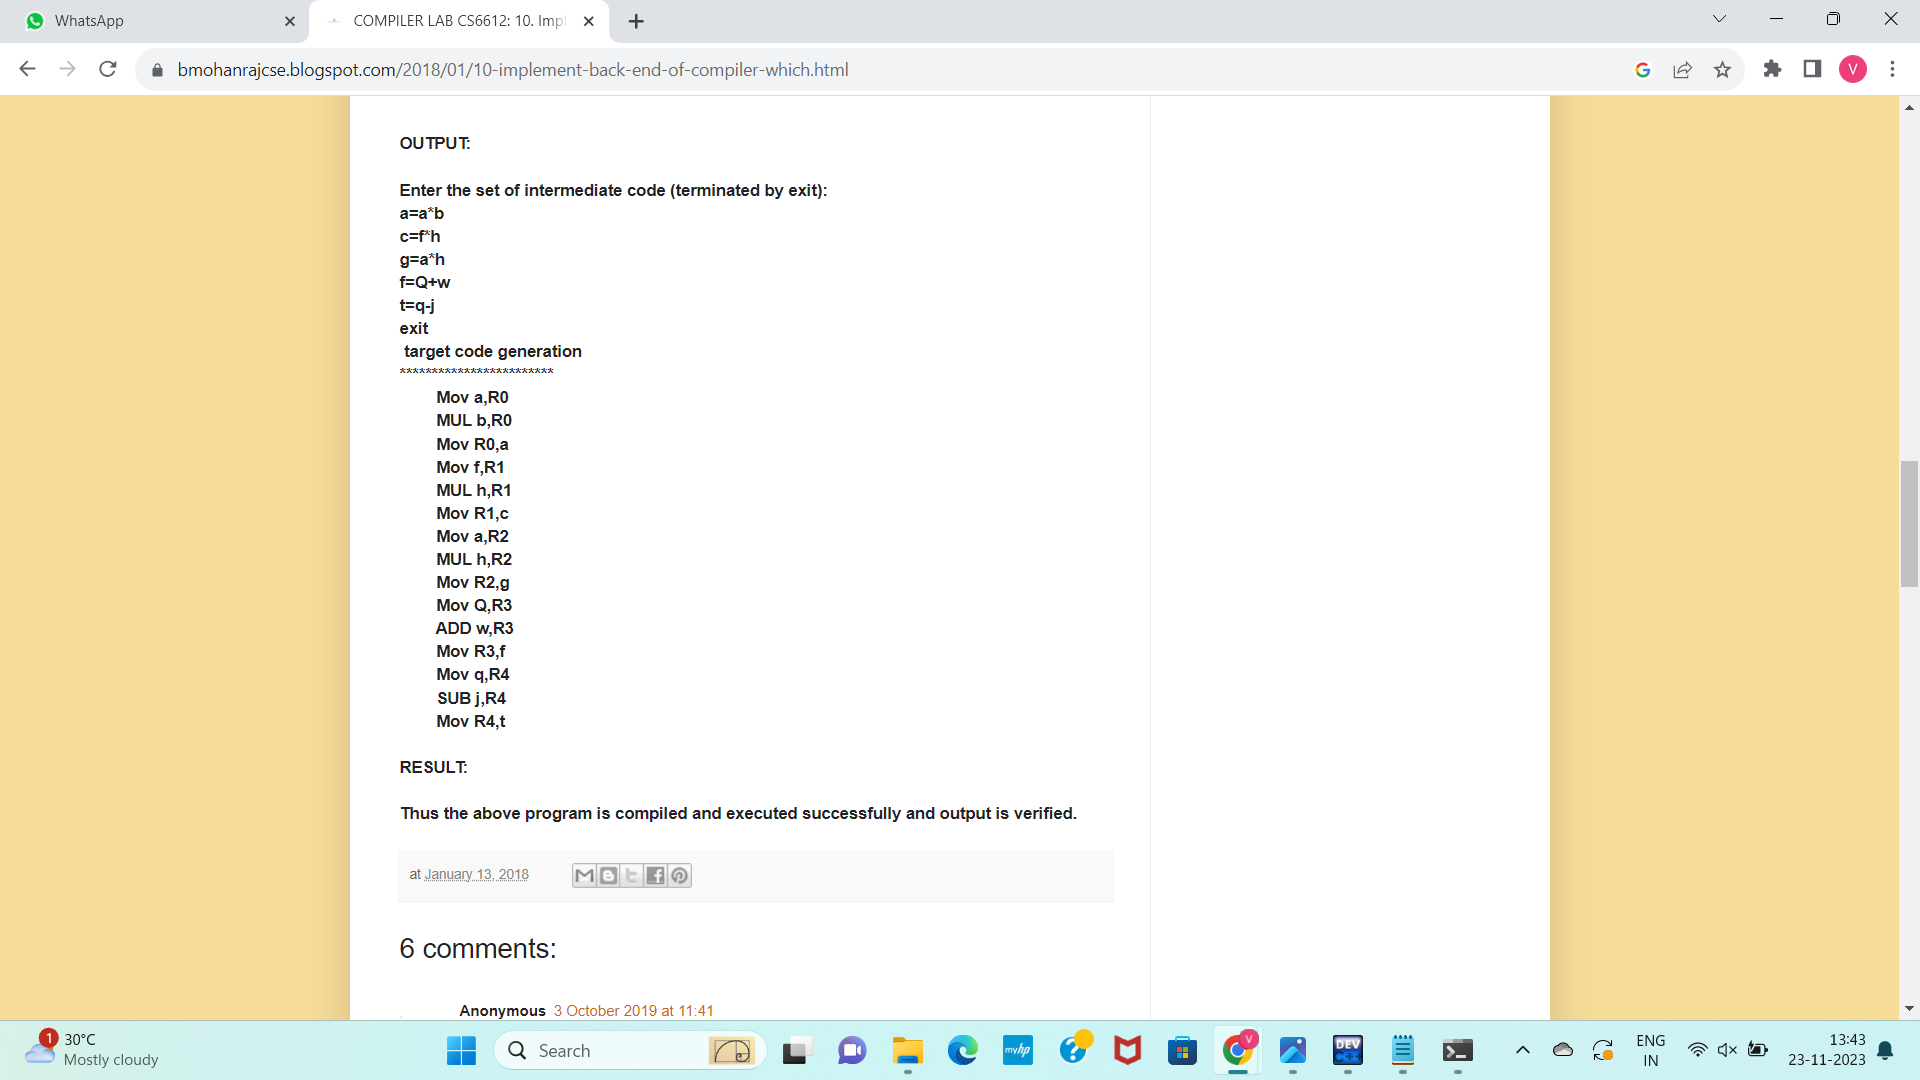 WhatsApp
COMPILER LAB CS6612: 10. Impl
bmohanrajcse.blogspot.com/2018/01/10-implement-back-end-of-compiler-which.html
V
OUTPUT:
Enter the set of intermediate code (terminated by exit):
a=a*b
c=f*h
g=a*h
f=Q+w
t=q-j
exit
target code generation
************************
Mov a,R0
MUL b,R0
Mov R0,a
Mov f,R1
MUL h,R1
Mov R1,c
Mov a,R2
MUL h,R2
Mov R2,g
Mov Q,R3
ADD w,R3
Mov R3,f
Mov q,R4
SUB j,R4
Mov R4,t
RESULT:
Thus the above program is compiled and executed successfully and output is verified.
at January 13, 2018
6 comments:
Anonymous 3 October 2019 at 11:41
1
30°C
Mostly cloudy
Search
myhp
V
DEV
C++
ENG
IN
13:43
23-11-2023